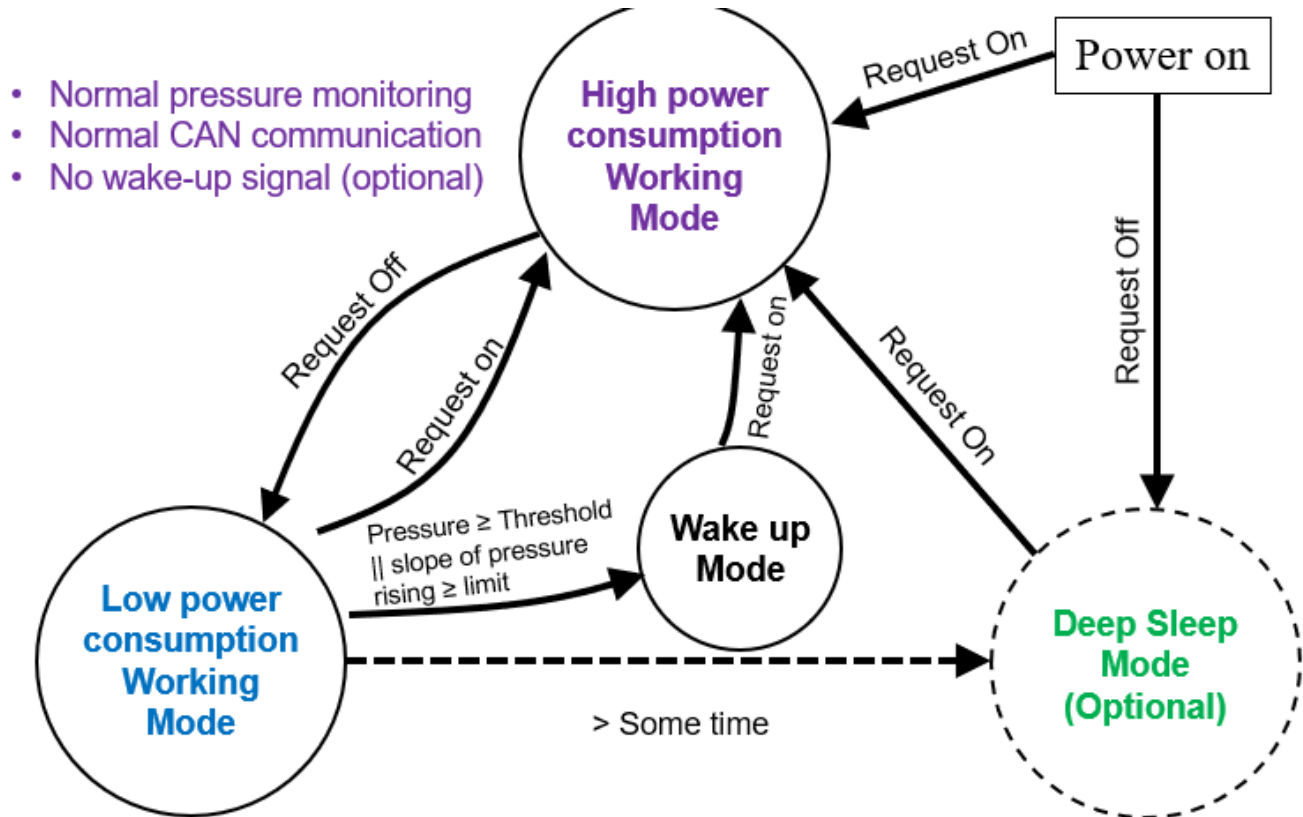 Power on
Request On
• Normal pressure monitoring
• Normal CAN communication
• No wake-up signal (optional)
High power
consumption
Working
Mode
Request Off
Request Off
Request on
Request on
Request On
Pressure ≥ Threshold
|| slope of pressure
rising ≥ limit
Wake up
Mode
Low power
consumption
Working
Mode
Deep Sleep
Mode
(Optional)
> Some time